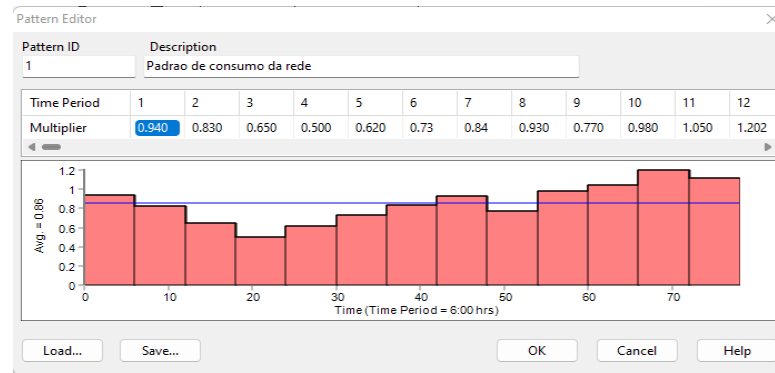 Pattern Editor
Pattern ID Description
1 Padrao de consumo da rede
Time Period 1 2 3 4 5 6 7 8 9 10 11 12
Multiplier 0.940 0.830 0.650 0.500 0.620 0.73 0.84 0.930 0.770 0.980 1.050 1.202
Avg. = 0.86
1.2
1
0.8
0.6
0.4
0.2
0
0 10 20 30 40 50 60 70
Time (Time Period = 6:00 hrs)
Load... Save... OK Cancel Help